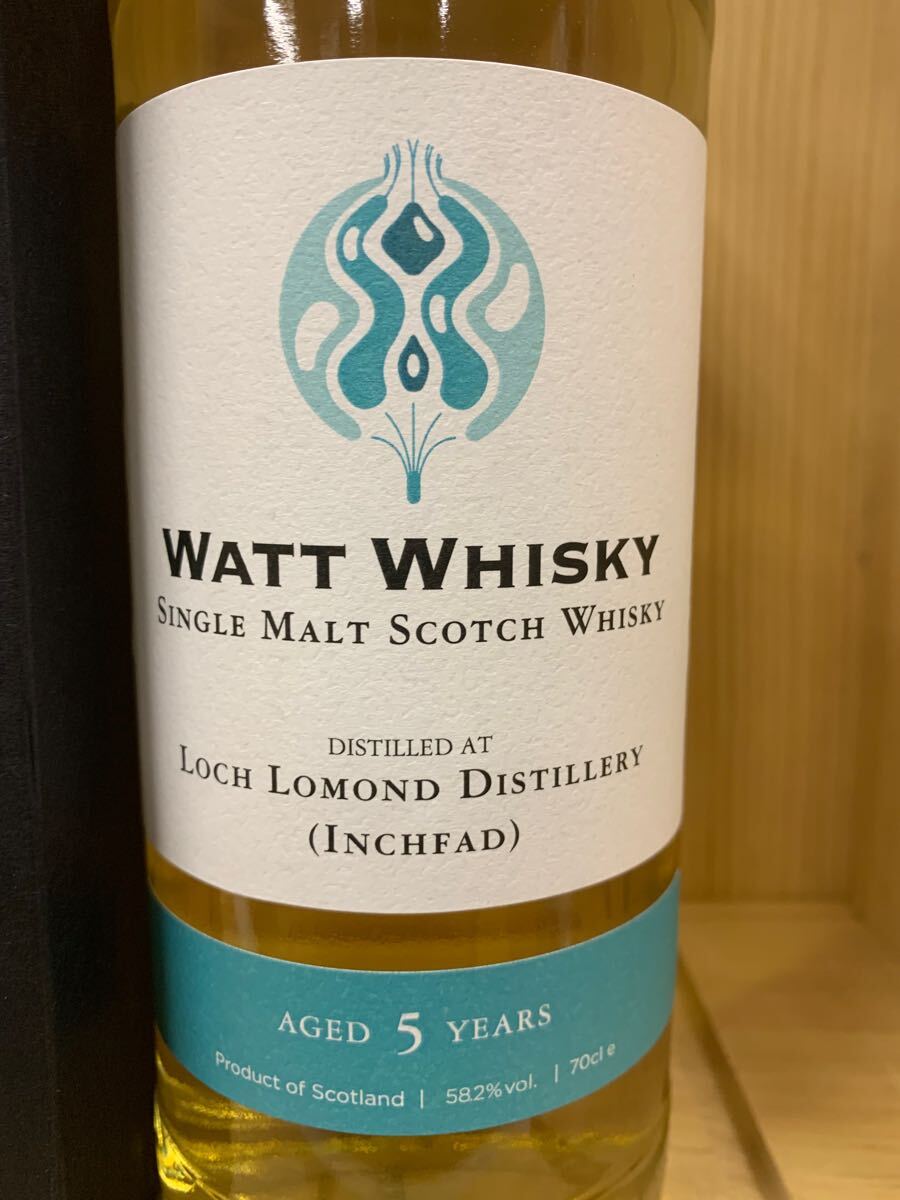 WATT WHISKY
SINGLE MALT SCOTCH WHISKY
DISTILLED AT
LOCH LOMOND DISTILLERY
(INCHFAD)
AGED 5 YEARS
Product of Scotland | 58.2% vol. | 70cl e